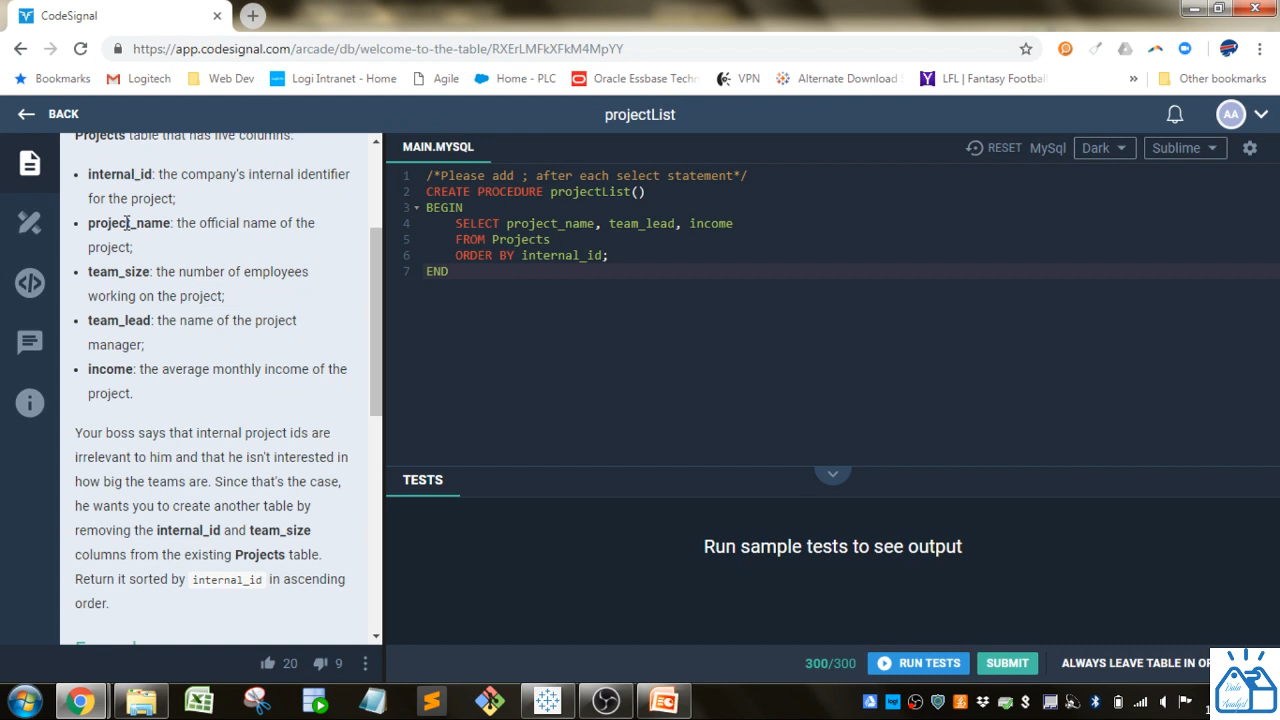 CodeSignal
https://app.codesignal.com/arcade/db/welcome-to-the-table/RXErLMFkXFkM4MpYY
Bookmarks Logitech Web Dev Logi Intranet - Home Agile Home - PLC Oracle Essbase Techn VPN Alternate Download LFL | Fantasy Football » Other bookmarks
BACK
projectList
AA
Projects table that has five columns:
internal_id: the company's internal identifier
for the project;
project_name: the official name of the
project;
team_size: the number of employees
working on the project;
team_lead: the name of the project
manager;
income: the average monthly income of the
project.
Your boss says that internal project ids are
irrelevant to him and that he isn't interested in
how big the teams are. Since that's the case,
he wants you to create another table by
removing the internal_id and team_size
columns from the existing Projects table.
Return it sorted by internal_id in ascending
order.
20 9
MAIN.MYSQL
RESET MySql Dark Sublime
1 /*Please add ; after each select statement*/
2 CREATE PROCEDURE projectList()
3 BEGIN
4 SELECT project_name, team_lead, income
5 FROM Projects
6 ORDER BY internal_id;
7 END
TESTS
Run sample tests to see output
300/300 RUN TESTS SUBMIT ALWAYS LEAVE TABLE IN OR
Data
Analyst